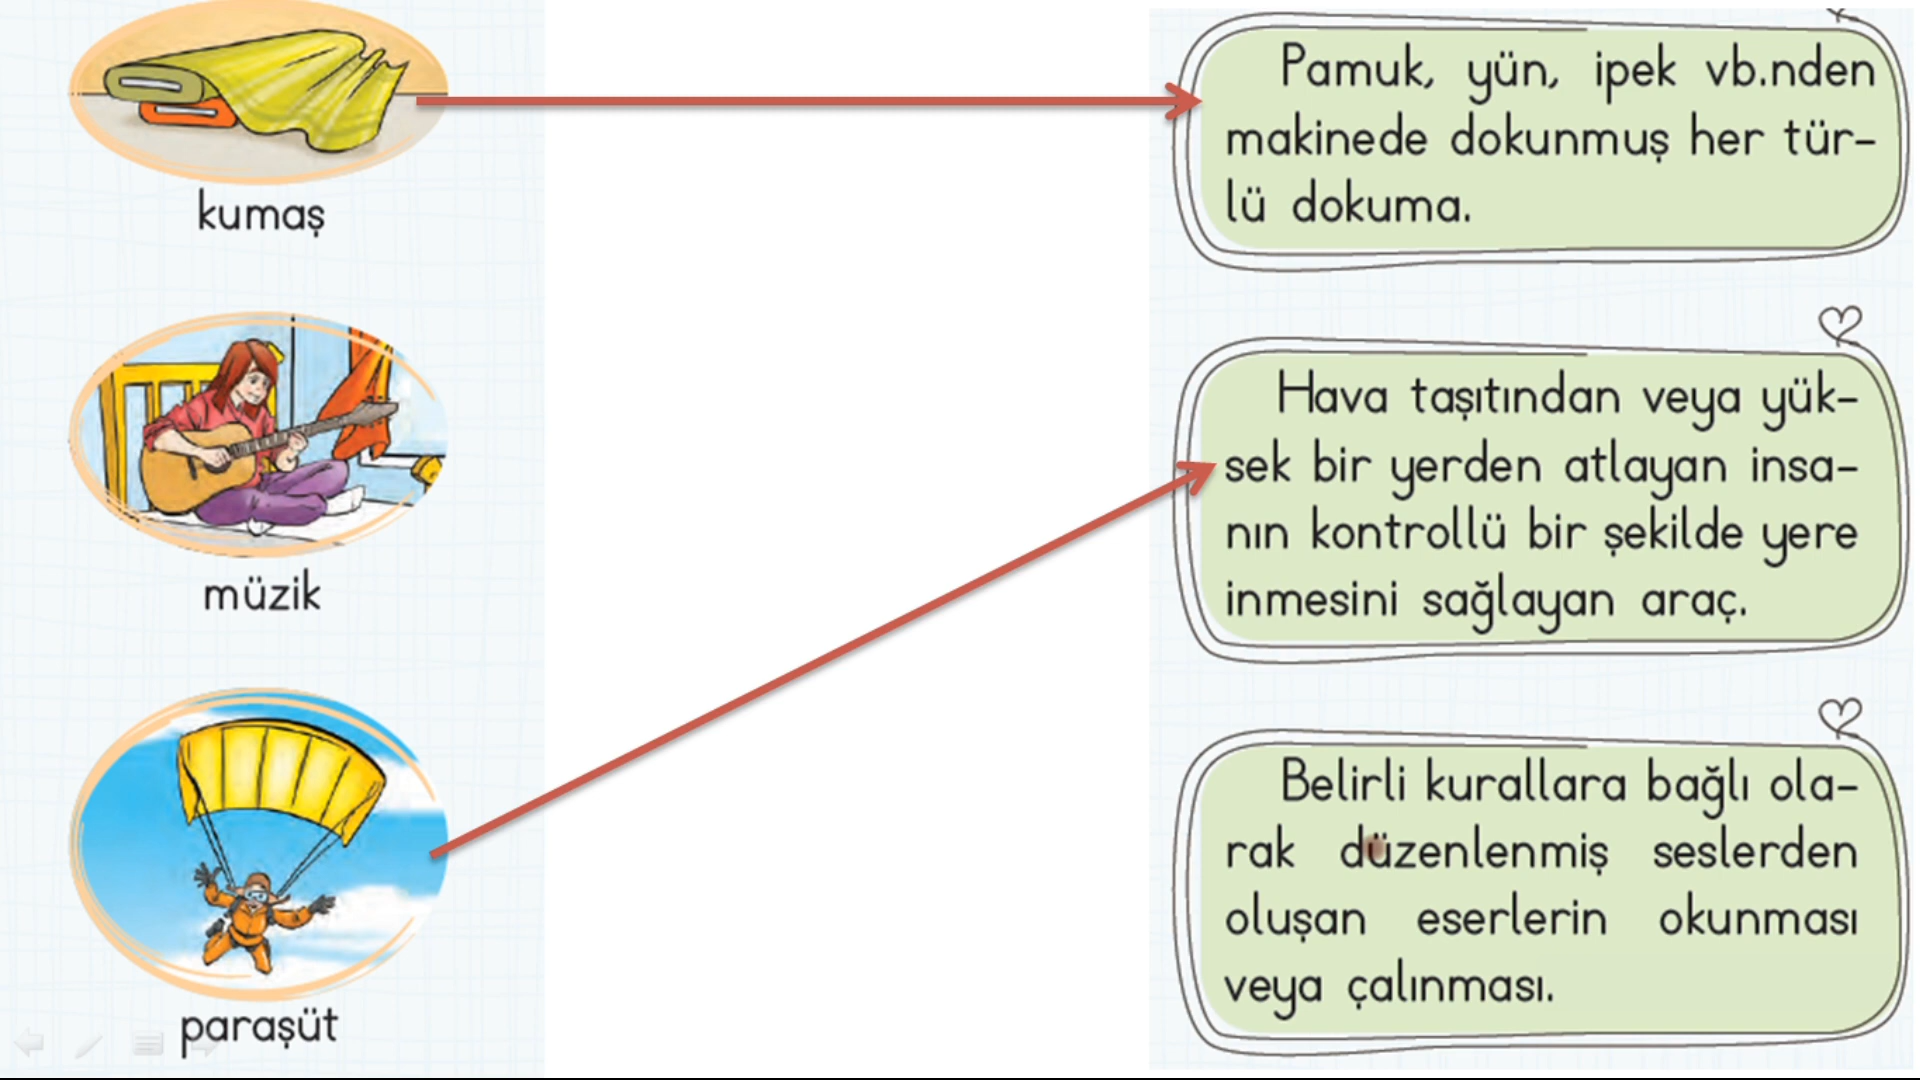 kumaş
müzik
paraşüt
Pamuk, yün, ipek vb.nden
makinede dokunmuş her tür-
lü dokuma.
Hava taşıtından veya yük-
sek bir yerden atlayan insa-
nın kontrollü bir şekilde yere
inmesini sağlayan araç.
Belirli kurallara bağlı ola-
rak düzenlenmiş seslerden
oluşan eserlerin okunması
veya çalınması.